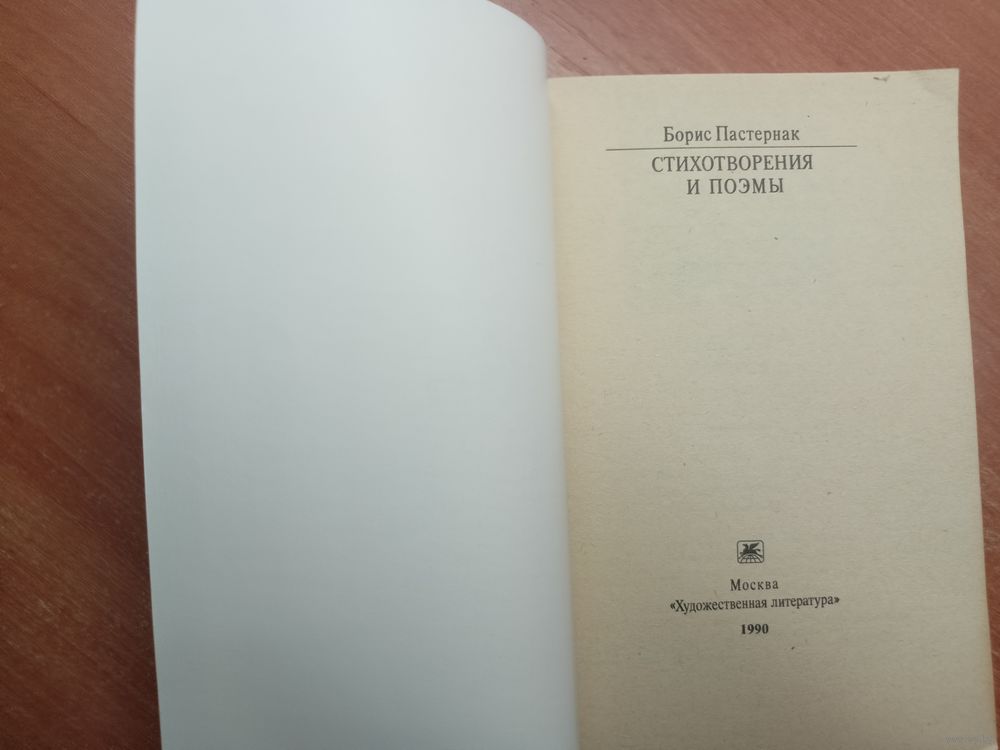 Борис Пастернак
СТИХОТВОРЕНИЯ
И ПОЭМЫ
Москва
«Художественная литература»
1990